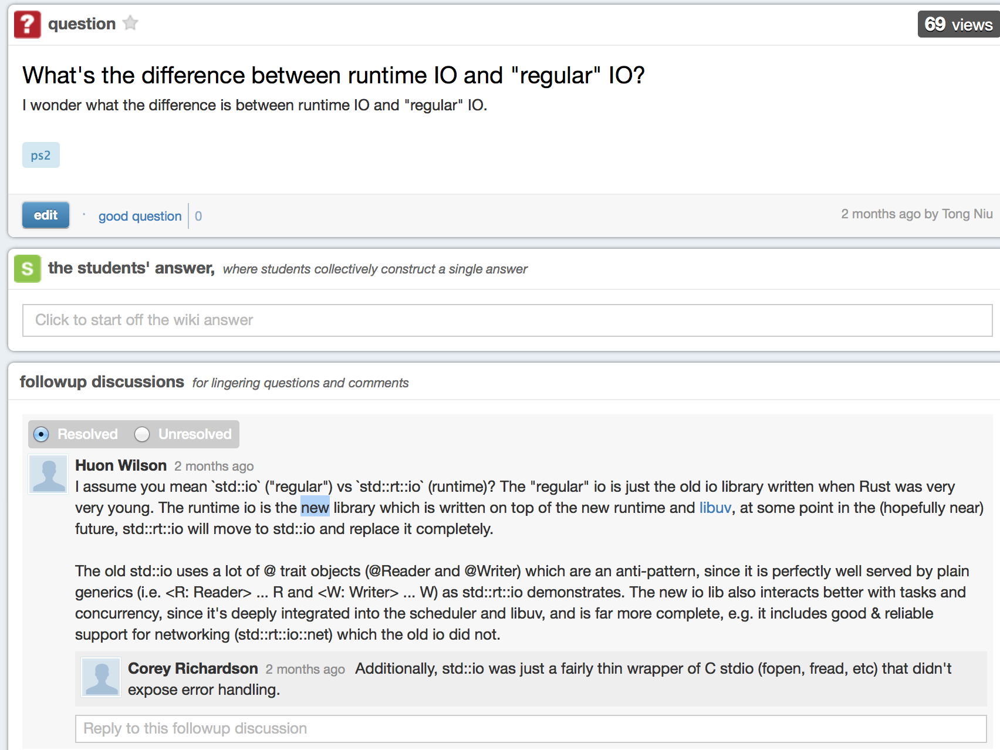 ?
question
69 views
What's the difference between runtime IO and "regular" IO?
I wonder what the difference is between runtime IO and "regular" IO.
ps2
edit · good question 0
2 months ago by Tong Niu
S
the students' answer, where students collectively construct a single answer
Click to start off the wiki answer
followup discussions for lingering questions and comments
Resolved Unresolved
Huon Wilson 2 months ago
I assume you mean `std::io` ("regular") vs `std::rt::io` (runtime)? The "regular" io is just the old io library written when Rust was very
very young. The runtime io is the new library which is written on top of the new runtime and libuv, at some point in the (hopefully near)
future, std::rt::io will move to std::io and replace it completely.
The old std::io uses a lot of @ trait objects (@Reader and @Writer) which are an anti-pattern, since it is perfectly well served by plain
generics (i.e. <R: Reader> ... R and <W: Writer> ... W) as std::rt::io demonstrates. The new io lib also interacts better with tasks and
concurrency, since it's deeply integrated into the scheduler and libuv, and is far more complete, e.g. it includes good & reliable
support for networking (std::rt::io::net) which the old io did not.
Corey Richardson 2 months ago Additionally, std::io was just a fairly thin wrapper of C stdio (fopen, fread, etc) that didn't
expose error handling.
Reply to this followup discussion